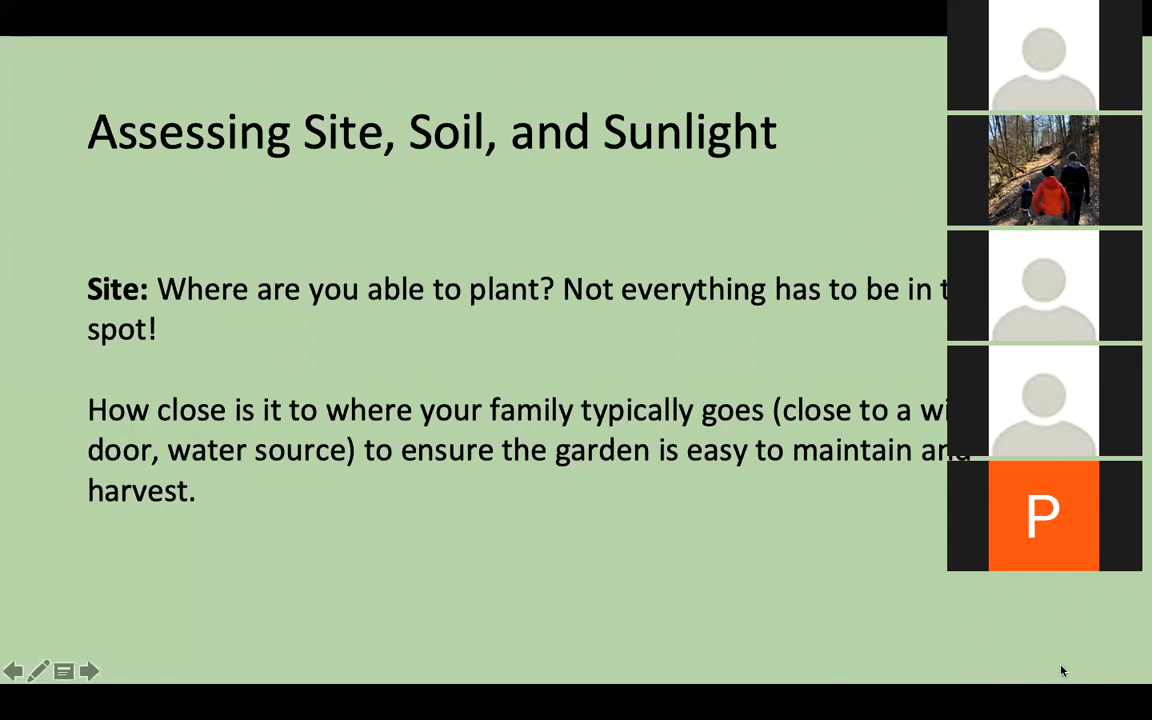 Assessing Site, Soil, and Sunlight
Site: Where are you able to plant? Not everything has to be in
spot!
How close is it to where your family typically goes (close to a
door, water source) to ensure the garden is easy to maintain and
harvest.
P